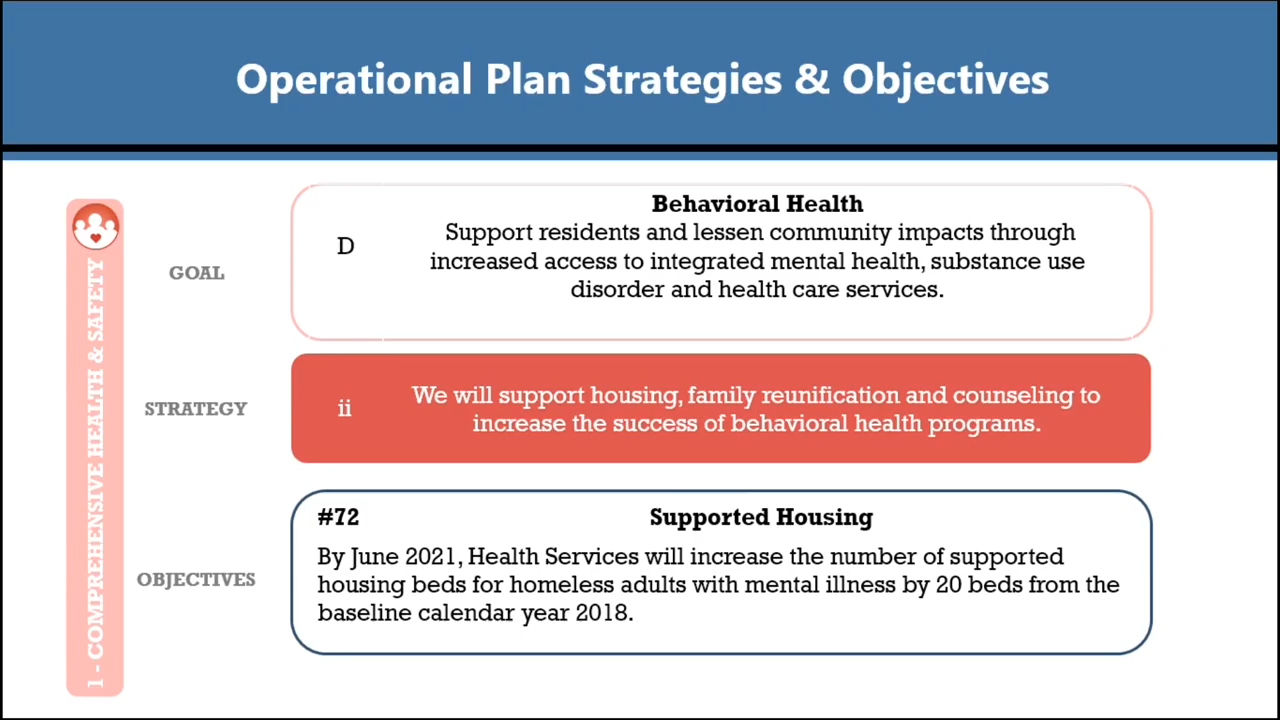 Operational Plan Strategies & Objectives
1 - COMPREHENSIVE HEALTH & SAFETY
GOAL
D
Behavioral Health
Support residents and lessen community impacts through
increased access to integrated mental health, substance use
disorder and health care services.
STRATEGY
ii
We will support housing, family reunification and counseling to
increase the success of behavioral health programs.
OBJECTIVES
#72 Supported Housing
By June 2021, Health Services will increase the number of supported
housing beds for homeless adults with mental illness by 20 beds from the
baseline calendar year 2018.